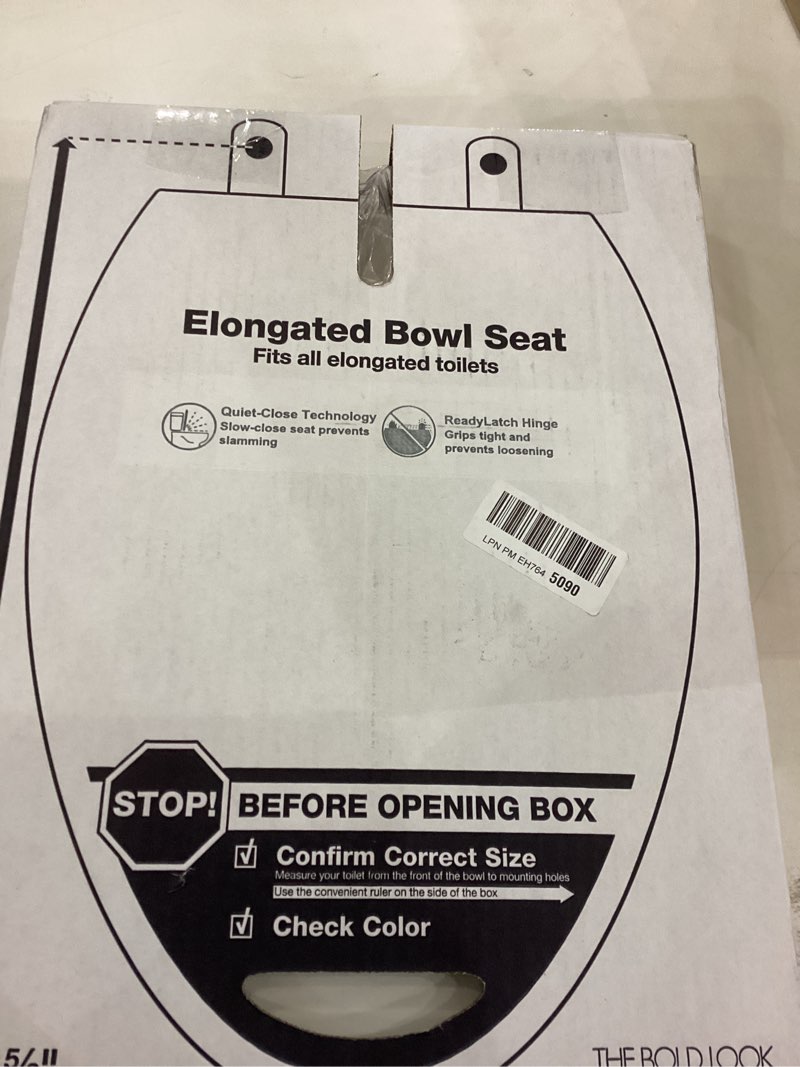 Elongated Bowl Seat
Fits all elongated toilets
Quiet-Close Technology
Slow-close seat prevents
slamming
ReadyLatch Hinge
Grips tight and
prevents loosening
LPN PM EH764 5090
STOP! BEFORE OPENING BOX
Confirm Correct Size
Measure your toilet from the front of the bowl to mounting holes
Use the convenient ruler on the side of the box
Check Color
THE BOLD LOOK